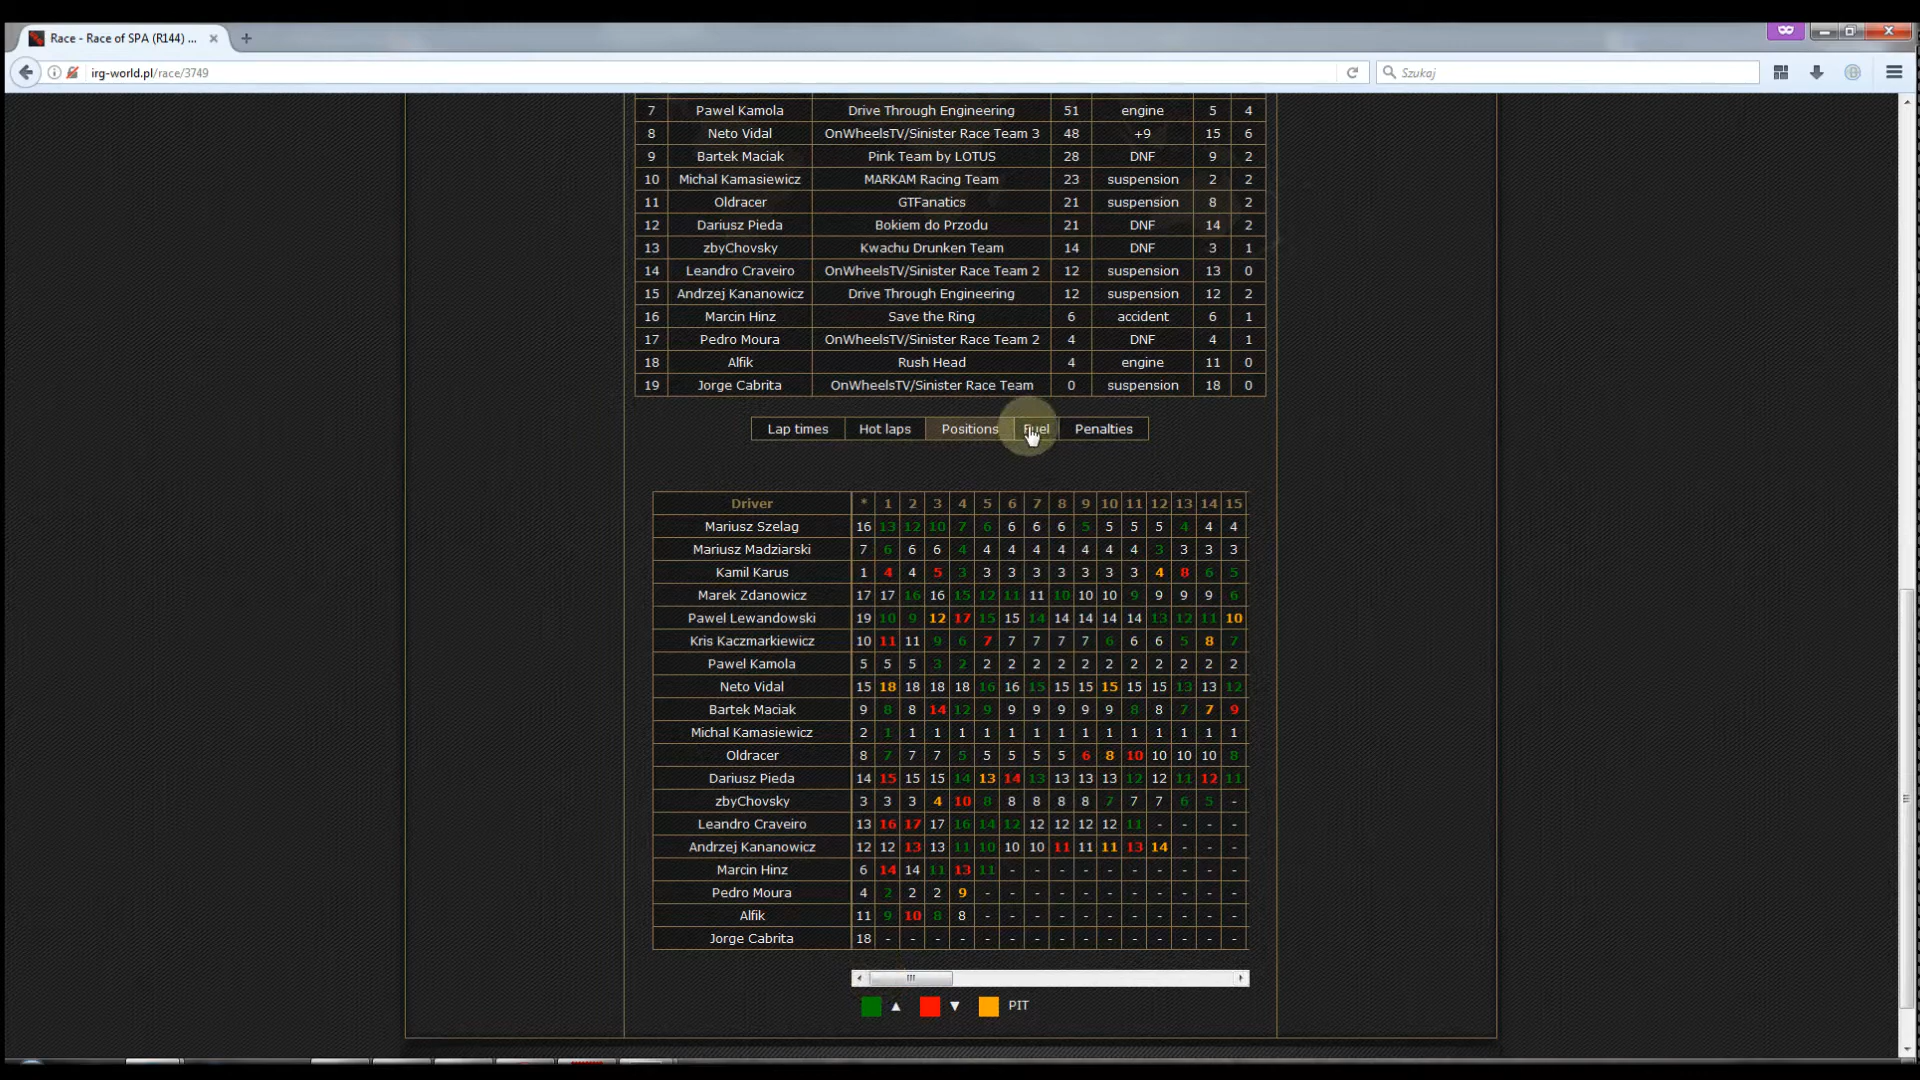 Race - Race of SPA (R144) ...
irg-world.pl/race/3749
Szukaj
7 Pawel Kamola Drive Through Engineering 51 engine 5 4
8 Neto Vidal OnWheelsTV/Sinister Race Team 3 48 +9 15 6
9 Bartek Maciak Pink Team by LOTUS 28 DNF 9 2
10 Michal Kamasiewicz MARKAM Racing Team 23 suspension 2 2
11 Oldracer GTFanatics 21 suspension 8 2
12 Dariusz Pieda Bokiem do Przodu 21 DNF 14 2
13 zbyChovsky Kwachu Drunken Team 14 DNF 3 1
14 Leandro Craveiro OnWheelsTV/Sinister Race Team 2 12 suspension 13 0
15 Andrzej Kananowicz Drive Through Engineering 12 suspension 12 2
16 Marcin Hinz Save the Ring 6 accident 6 1
17 Pedro Moura OnWheelsTV/Sinister Race Team 2 4 DNF 4 1
18 Alfik Rush Head 4 engine 11 0
19 Jorge Cabrita OnWheelsTV/Sinister Race Team 0 suspension 18 0
Lap times Hot laps Positions Fuel Penalties
Driver * 1 2 3 4 5 6 7 8 9 10 11 12 13 14 15
Mariusz Szelag 16 13 12 10 7 6 6 6 6 5 5 5 5 4 4 4
Mariusz Madziarski 7 6 6 6 4 4 4 4 4 4 4 4 3 3 3 3
Kamil Karus 1 4 4 5 3 3 3 3 3 3 3 3 4 8 6 5
Marek Zdanowicz 17 17 16 16 15 12 11 11 10 10 10 9 9 9 9 6
Pawel Lewandowski 19 10 9 12 17 15 15 14 14 14 14 14 13 12 11 10
Kris Kaczmarkiewicz 10 11 11 9 6 7 7 7 7 7 6 6 6 5 8 7
Pawel Kamola 5 5 5 3 2 2 2 2 2 2 2 2 2 2 2 2
Neto Vidal 15 18 18 18 18 16 16 15 15 15 15 15 15 13 13 12
Bartek Maciak 9 8 8 14 12 9 9 9 9 9 9 8 8 7 7 9
Michal Kamasiewicz 2 1 1 1 1 1 1 1 1 1 1 1 1 1 1 1
Oldracer 8 7 7 7 5 5 5 5 5 6 8 10 10 10 10 8
Dariusz Pieda 14 15 15 15 14 13 14 13 13 13 13 12 12 11 12 11
zbyChovsky 3 3 3 4 10 8 8 8 8 8 7 7 7 6 5 -
Leandro Craveiro 13 16 17 17 16 14 12 12 12 12 12 11 - - - -
Andrzej Kananowicz 12 12 13 13 11 10 10 10 11 11 11 13 14 - - -
Marcin Hinz 6 14 14 11 13 11 - - - - - - - - - -
Pedro Moura 4 2 2 2 9 - - - - - - - - - - -
Alfik 11 9 10 8 8 - - - - - - - - - - -
Jorge Cabrita 18 - - - - - - - - - - - - - - -
▲ ▼ PIT